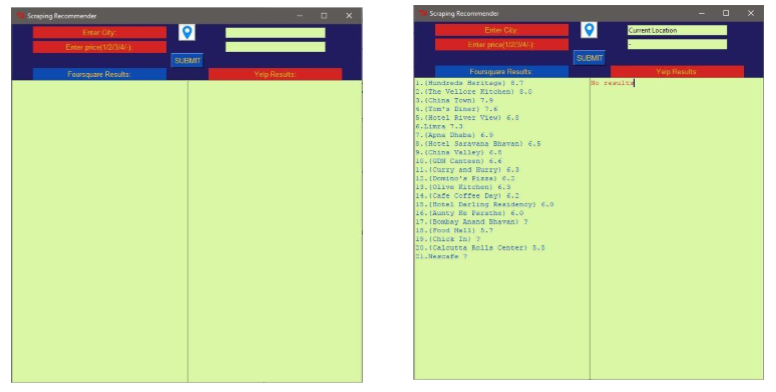 Scraping Recommender
Enter City:
Enter price(1/2/3/4/-):
SUBMIT
Foursquare Results:
Yelp Results:
Scraping Recommender
Enter City:
Current Location
Enter price(1/2/3/4/-):
-
SUBMIT
Foursquare Results:
Yelp Results:
1.(Hundreds Heritage) 8.7
No results
2.(The Vellore Kitchen) 8.0
3.(China Town) 7.9
4.(Tom's Diner) 7.6
5.(Hotel River View) 6.8
6.Limra 7.3
7.(Apna Dhaba) 6.9
8.(Hotel Saravana Bhavan) 6.5
9.(China Valley) 6.8
10.(GDN Canteen) 6.6
11.(Curry and Hurry) 6.3
12.(Domino's Pizza) 6.2
13.(Olive Kitchen) 6.3
14.(Cafe Coffee Day) 6.2
15.(Hotel Darling Residency) 6.0
16.(Aunty Ke Parathe) 6.0
17.(Bombay Anand Bhavan) ?
18.(Food Mall) 5.7
19.(Chick In) ?
20.(Calcutta Rolls Center) 5.5
21.Nescafe ?